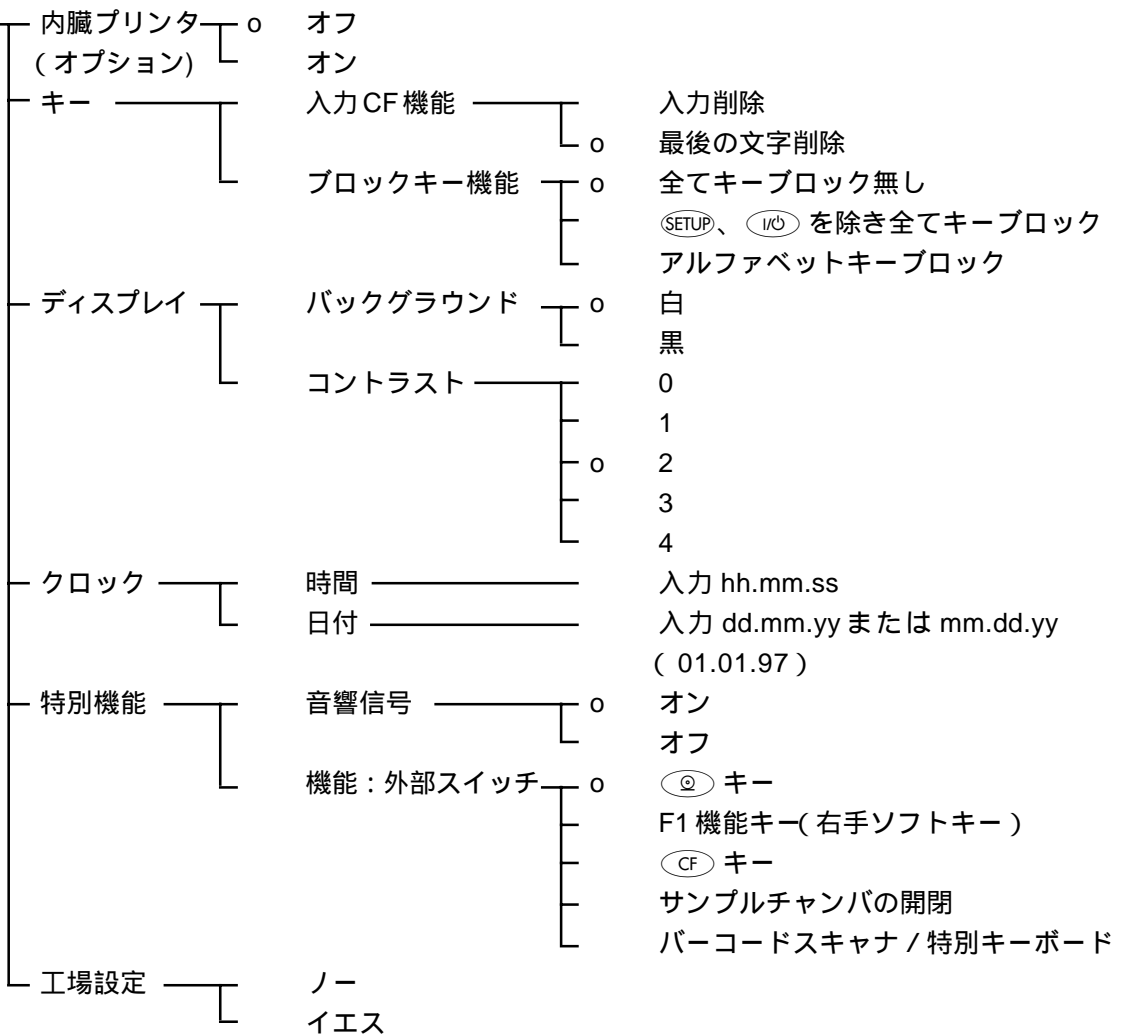 内臓プリンタ o オフ
(オプション) オン
キー 入力CF機能 入力削除
o 最後の文字削除
ブロックキー機能 o 全てキーブロック無し
SETUP、I/⏻ を除き全てキーブロック
アルファベットキーブロック
ディスプレイ バックグラウンド o 白
黒
コントラスト 0
1
o 2
3
4
クロック 時間 入力 hh.mm.ss
日付 入力 dd.mm.yy または mm.dd.yy
( 01.01.97 )
特別機能 音響信号 o オン
オフ
機能：外部スイッチ o キー
F1 機能キー(右手ソフトキー)
CF キー
サンプルチャンバの開閉
バーコードスキャナ / 特別キーボード
工場設定 ノー
イエス